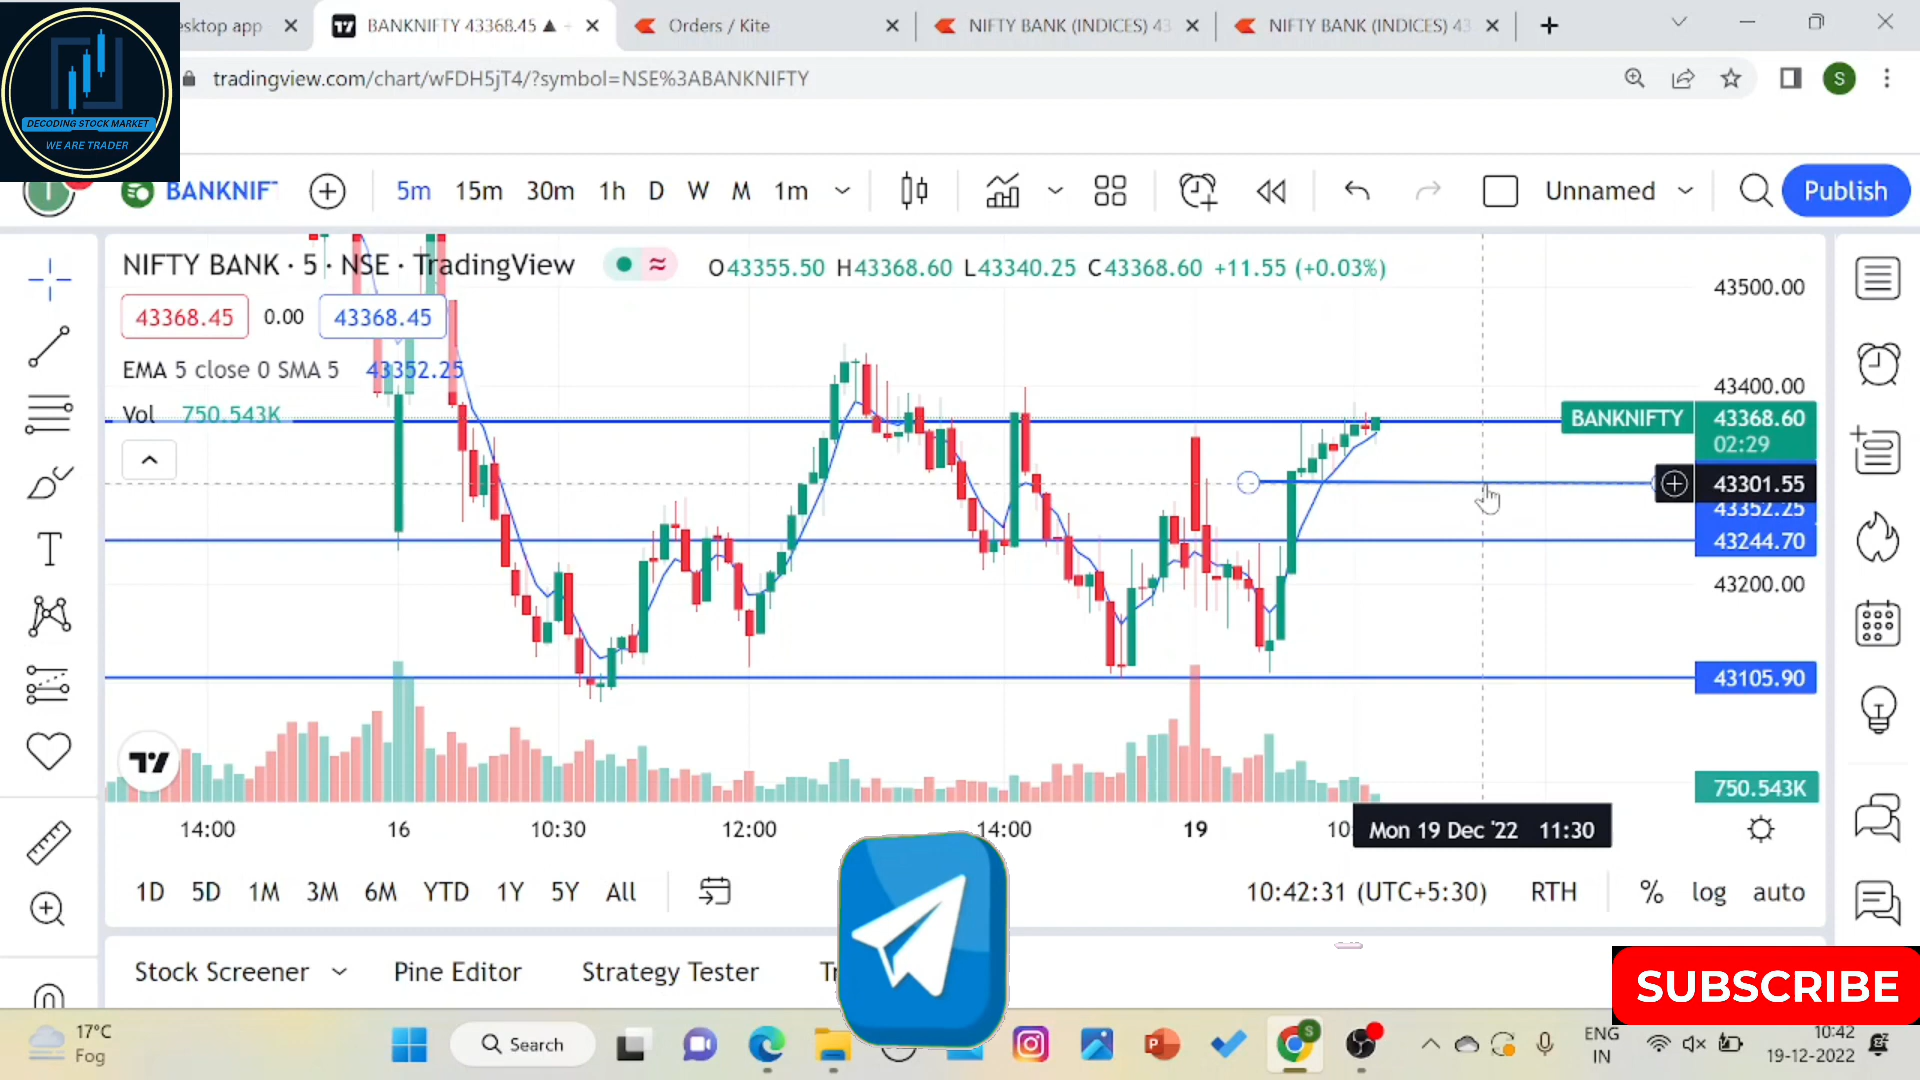 esktop app
BANKNIFTY 43368.45 ▲
Orders / Kite
NIFTY BANK (INDICES) 43
NIFTY BANK (INDICES) 43
tradingview.com/chart/wFDH5jT4/?symbol=NSE%3ABANKNIFTY
S
DECODING STOCK MARKET
WE ARE TRADER
BANKNIF
5m 15m 30m 1h D W M 1m
Unnamed
Publish
NIFTY BANK · 5 · NSE · TradingView
O43355.50 H43368.60 L43340.25 C43368.60 +11.55 (+0.03%)
43368.45 0.00 43368.45
EMA 5 close 0 SMA 5 43352.25
Vol 750.543K
43500.00
43400.00
BANKNIFTY 43368.60
02:29
43301.55
43352.25
43244.70
43200.00
43105.90
750.543K
14:00 16 10:30 12:00 14:00 19
Mon 19 Dec '22 11:30
1D 5D 1M 3M 6M YTD 1Y 5Y All
10:42:31 (UTC+5:30) RTH % log auto
Stock Screener Pine Editor Strategy Tester
SUBSCRIBE
17°C
Fog
Search
ENG
IN
10:42
19-12-2022